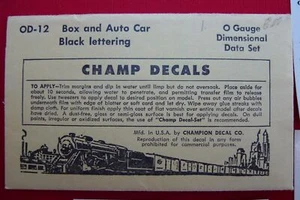 OD-12 Box and Auto Car O Gauge
Black lettering Dimensional
Data Set
CHAMP DECALS
TO APPLY—Trim margins and dip in water until limp but do not oversoak. Place aside for
about 10 seconds, allowing water to penetrate, and permitting transfer film to release
freely. Use tweezers to apply decal to desired position on model. Press out any air bubbles
underneath film with edge of blotter or soft card and let dry. Wipe away glue streaks with
damp cloth. For uniform finish apply thin coat of flat varnish over entire model after decals
have dried. A dust-free, glass or semi-gloss surface is best for applying decals. On dull
points, irregular or oxidized surfaces, the use of "Champ Decal-Set" is recommended.
Mfd. in U.S.A. by CHAMPION DECAL CO.
Reproduction of this decal in any form
prohibited for commercial purposes.